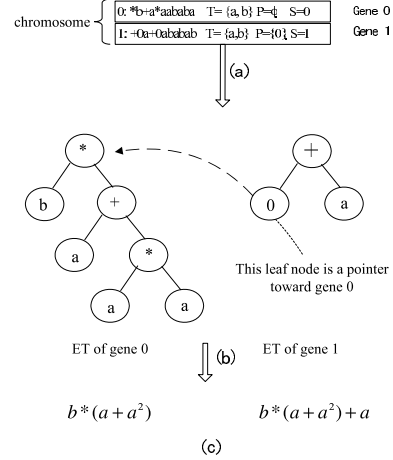 0: *b+a*aababa T={a, b} P=ϕ S=0 Gene 0
chromosome
1: +0a+0ababab T={a,b} P={0} S=1 Gene 1
(a)
*
+
b
+
0
a
a
*
a
a
This leaf node is a pointer
toward gene 0
ET of gene 0
(b)
ET of gene 1
b*(a+a²)
b*(a+a²)+a
(c)